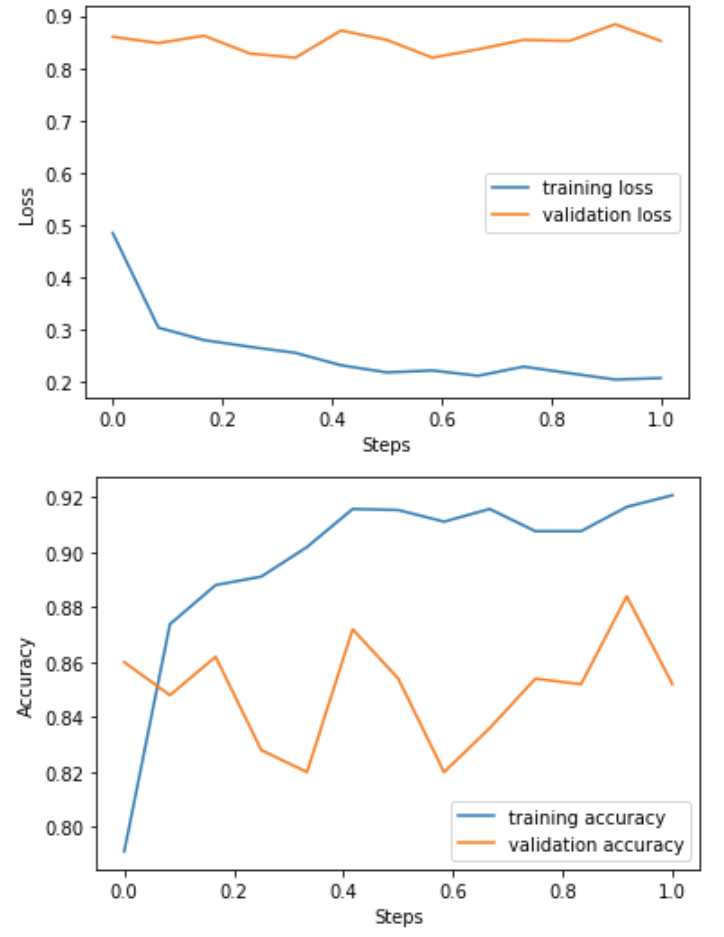 0.9
0.8
0.7
0.6
0.5
0.4
0.3
0.2
Loss
training loss
validation loss
0.0 0.2 0.4 0.6 0.8 1.0
Steps
0.92
0.90
0.88
0.86
0.84
0.82
0.80
Accuracy
training accuracy
validation accuracy
0.0 0.2 0.4 0.6 0.8 1.0
Steps